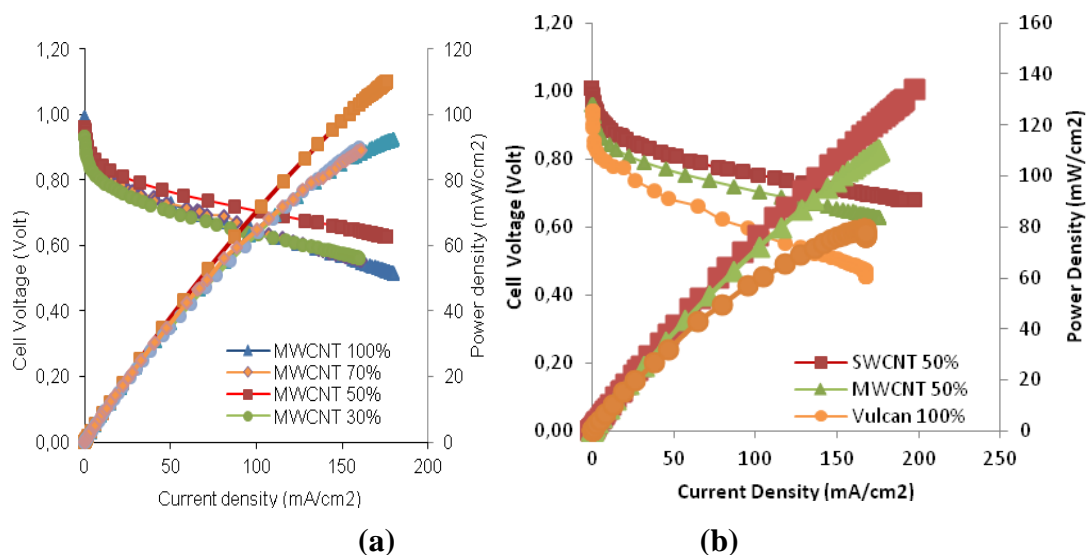 1,20
1,00
0,80
0,60
0,40
0,20
0,00
Cell Voltage (Volt)
120
100
80
60
40
20
0
Power density (mW/cm2)
MWCNT 100%
MWCNT 70%
MWCNT 50%
MWCNT 30%
0 50 100 150 200
Current density (mA/cm2)
(a)
1,20
1,00
0,80
0,60
0,40
0,20
0,00
Cell Voltage (Volt)
160
140
120
100
80
60
40
20
0
Power Density (mW/cm2)
SWCNT 50%
MWCNT 50%
Vulcan 100%
0 50 100 150 200 250
Current Density (mA/cm2)
(b)